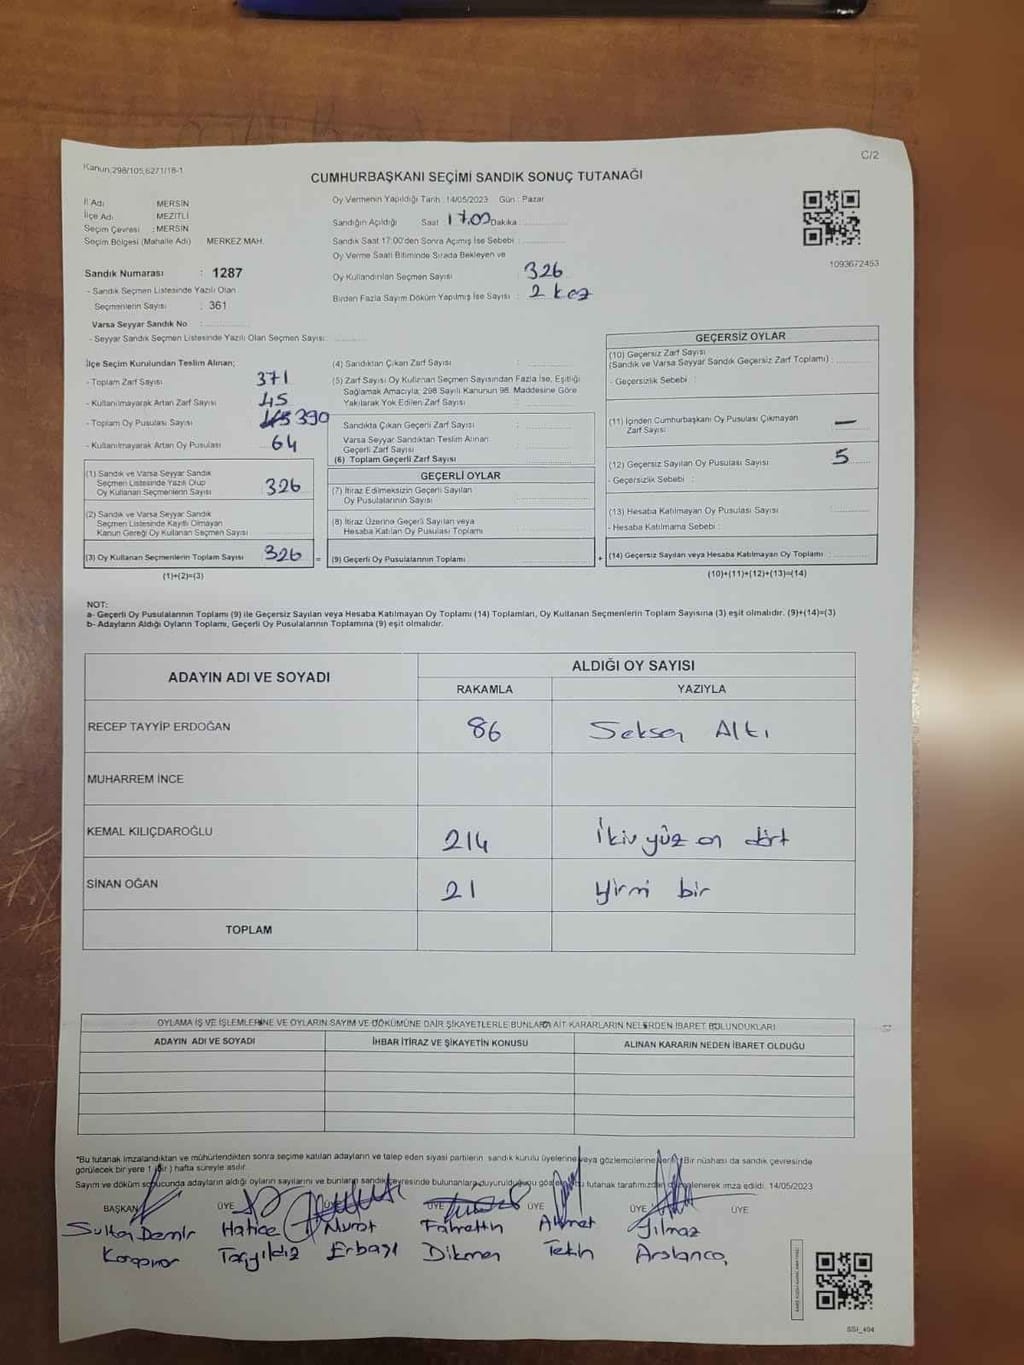 Kanun:298/105,6271/18-1
C/2
CUMHURBAŞKANI SEÇİMİ SANDIK SONUÇ TUTANAĞI
İl Adı MERSİN
İlçe Adı MEZİTLİ
Seçim Çevresi : MERSİN
Seçim Bölgesi (Mahalle Adı) MERKEZ MAH.
Oy Vermenin Yapıldığı Tarih :14/05/2023 Gün : Pazar
Sandığın Açıldığı Saat : 17.00 Dakika
Sandık Saat 17:00'den Sonra Açımış İse Sebebi :
Oy Verme Saati Bitiminde Sırada Bekleyen ve
Oy Kullandırılan Seçmen Sayısı : 326
Birden Fazla Sayım Döküm Yapılmış İse Sayısı : 2 kez
1093672453
Sandık Numarası : 1287
- Sandık Seçmen Listesinde Yazılı Olan
Seçmenlerin Sayısı : 361
Varsa Seyyar Sandık No :
- Seyyar Sandık Seçmen Listesinde Yazılı Olan Seçmen Sayısı:
İlçe Seçim Kurulundan Teslim Alınan;
- Toplam Zarf Sayısı 371
- Kullanılmayarak Artan Zarf Sayısı 45
- Toplam Oy Pusulası Sayısı 390
- Kullanılmayarak Artan Oy Pusulası 64
(1) Sandık ve Varsa Seyyar Sandık
Seçmen Listesinde Yazılı Olup
Oy Kullanan Seçmenlerin Sayısı 326
(2) Sandık ve Varsa Seyyar Sandık
Seçmen Listesinde Kayıtlı Olmayan
Kanun Gereği Oy Kullanan Seçmen Sayısı
(3) Oy Kullanan Seçmenlerin Toplam Sayısı 326 =
(1)+(2)=(3)
(4) Sandıktan Çıkan Zarf Sayısı :
(5) Zarf Sayısı Oy Kullanan Seçmen Sayısından Fazla İse, Eşitliği
Sağlamak Amacıyla; 298 Sayılı Kanunun 98. Maddesine Göre
Yakılarak Yok Edilen Zarf Sayısı :
Sandıkta Çıkan Geçerli Zarf Sayısı :
Varsa Seyyar Sandıktan Teslim Alınan
Geçerli Zarf Sayısı :
(6) Toplam Geçerli Zarf Sayısı :
GEÇERLİ OYLAR
(7) İtiraz Edilmeksizin Geçerli Sayılan
Oy Pusulalarının Sayısı :
(8) İtiraz Üzerine Geçerli Sayılan veya
Hesaba Katılan Oy Pusulası Toplamı :
(9) Geçerli Oy Pusulalarının Toplamı : +
GEÇERSİZ OYLAR
(10) Geçersiz Zarf Sayısı
(Sandık ve Varsa Seyyar Sandık Geçersiz Zarf Toplamı) :
- Geçersizlik Sebebi :
(11) İçinden Cumhurbaşkanı Oy Pusulası Çıkmayan
Zarf Sayısı : —
(12) Geçersiz Sayılan Oy Pusulası Sayısı : 5
- Geçersizlik Sebebi :
(13) Hesaba Katılmayan Oy Pusulası Sayısı :
- Hesaba Katılmama Sebebi :
(14) Geçersiz Sayılan veya Hesaba Katılmayan Oy Toplamı :
(10)+(11)+(12)+(13)=(14)
NOT:
a- Geçerli Oy Pusulalarının Toplamı (9) ile Geçersiz Sayılan veya Hesaba Katılmayan Oy Toplamı (14) Toplamları, Oy Kullanan Seçmenlerin Toplam Sayısına (3) eşit olmalıdır. (9)+(14)=(3)
b- Adayların Aldığı Oyların Toplamı, Geçerli Oy Pusulalarının Toplamına (9) eşit olmalıdır.
ADAYIN ADI VE SOYADI ALDIĞI OY SAYISI
RAKAMLA YAZIYLA
RECEP TAYYİP ERDOĞAN 86 Seksen Altı
MUHARREM İNCE
KEMAL KILIÇDAROĞLU 214 İkiyüz on dört
SİNAN OĞAN 21 yirmi bir
TOPLAM
OYLAMA İŞ VE İŞLEMLERİNE VE OYLARIN SAYIM VE DÖKÜMÜNE DAİR ŞİKAYETLERLE BUNLARA AİT KARARLARIN NELERDEN İBARET BULUNDUKLARI
ADAYIN ADI VE SOYADI İHBAR İTİRAZ VE ŞİKAYETİN KONUSU ALINAN KARARIN NEDEN İBARET OLDUĞU
*Bu tutanak imzalandıktan ve mühürlendikten sonra seçime katılan adayların ve talep eden siyasi partilerin sandık kurulu üyelerine veya gözlemcilerine verilir. Bir nüshası da sandık çevresinde
görülecek bir yere 1 (bir) hafta süreyle asılır.
Sayım ve döküm sonucunda adayların aldığı oyların sayılarını ve bunların sandık çevresinde bulunanlara duyurulduğunu tutanak tarafımızdan düzenlenerek imza edildi. 14/05/2023
BAŞKAN ÜYE ÜYE ÜYE ÜYE ÜYE
Sultan Demir Hatice Murat Fahrettin Ahmet Yılmaz
Taşyıldız Dikmen Tekin
SSI_404